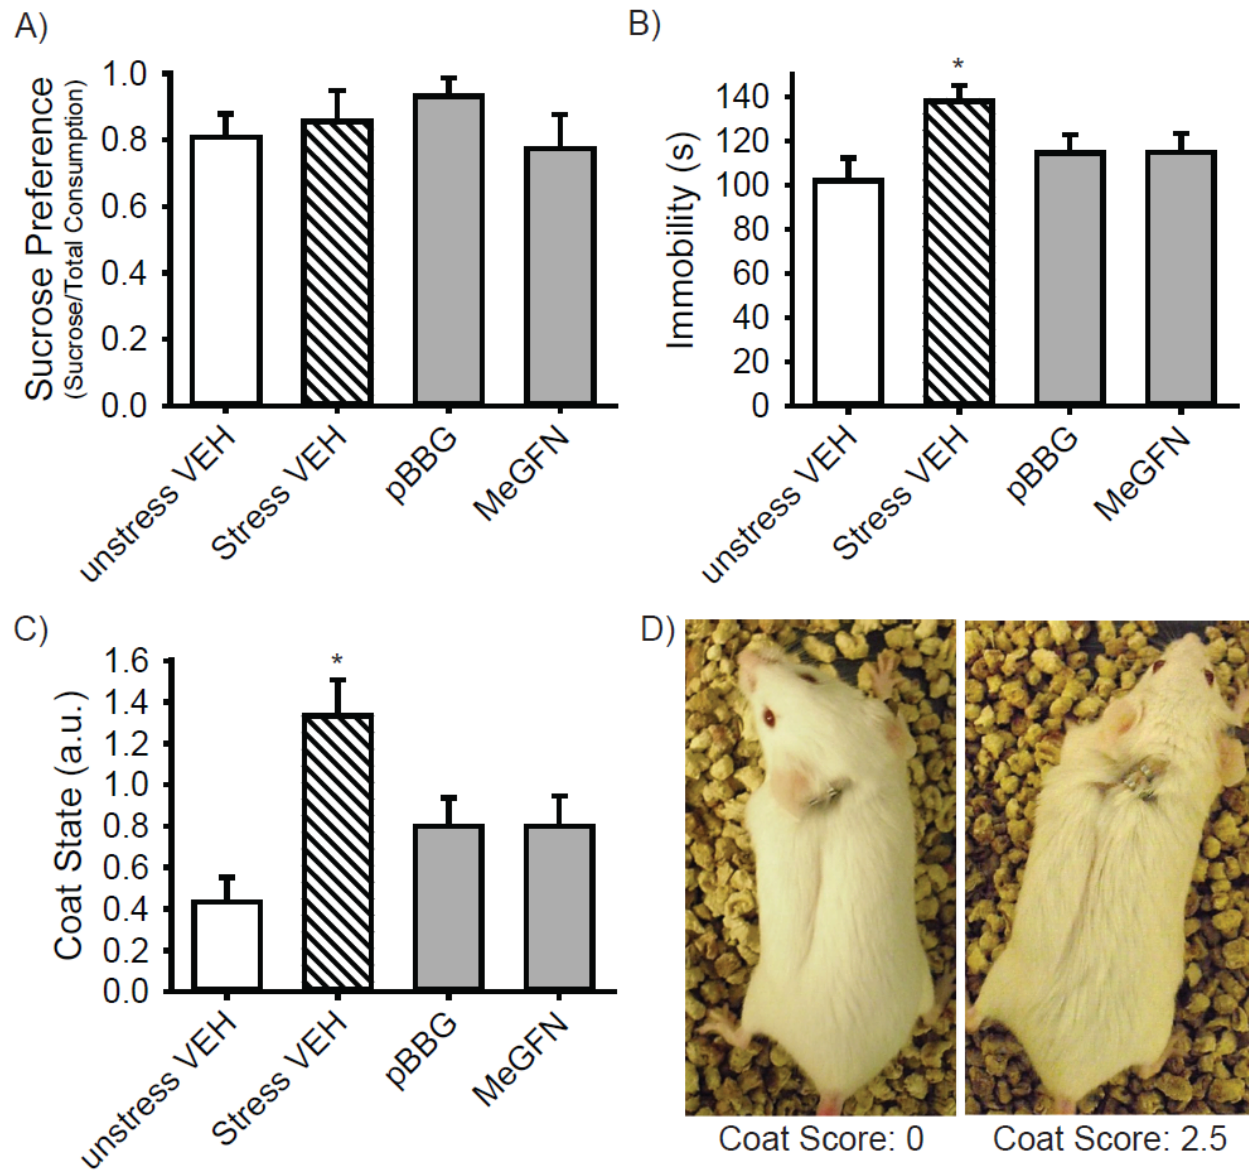 A)
Sucrose Preference
(Sucrose/Total Consumption)
1.0
0.8
0.6
0.4
0.2
0.0
unstress VEH
Stress VEH
pBBG
MeGFN
B)
Immobility (s)
*
140
120
100
80
60
40
20
0
unstress VEH
Stress VEH
pBBG
MeGFN
C)
Coat State (a.u.)
*
1.6
1.4
1.2
1.0
0.8
0.6
0.4
0.2
0.0
unstress VEH
Stress VEH
pBBG
MeGFN
D)
Coat Score: 0
Coat Score: 2.5